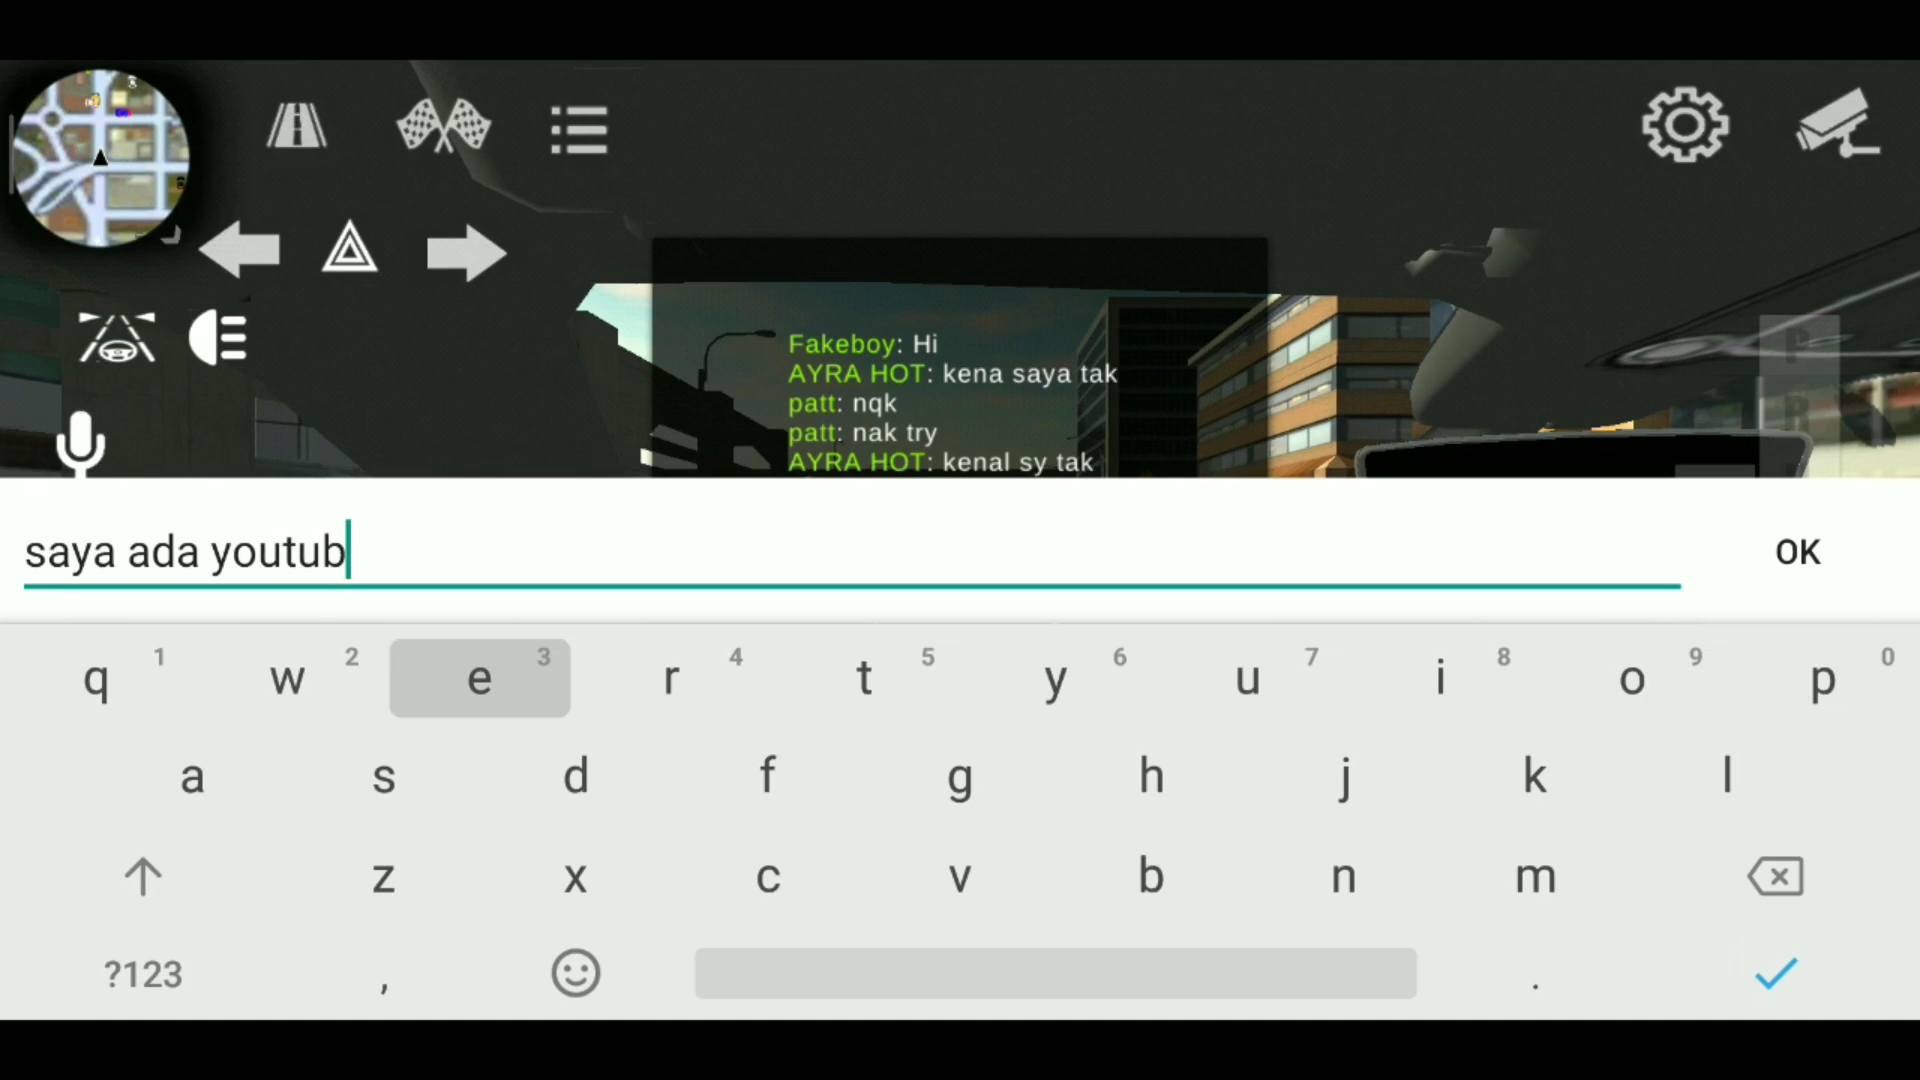 Fakeboy: Hi
AYRA HOT: kena saya tak
patt: nqk
patt: nak try
AYRA HOT: kenal sy tak
saya ada youtub
OK
q 1 w 2 e 3 r 4 t 5 y 6 u 7 i 8 o 9 p 0
a s d f g h j k l
z x c v b n m
?123 , .